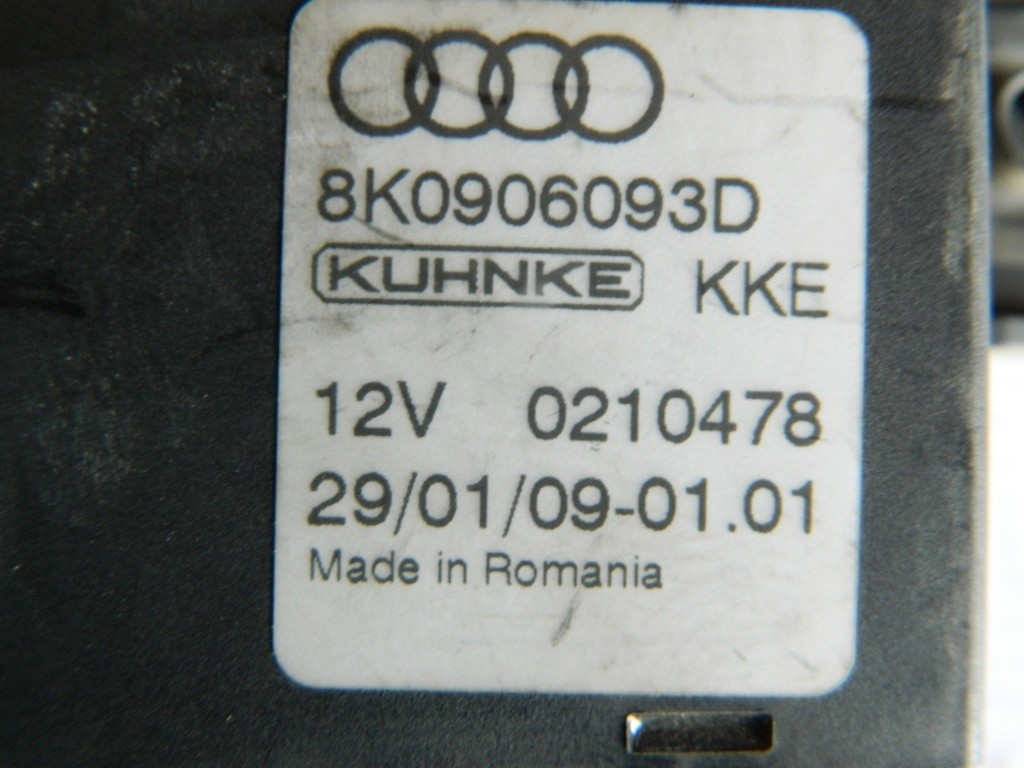 8K0906093D
KUHNKE KKE
12V 0210478
29/01/09-01.01
Made in Romania